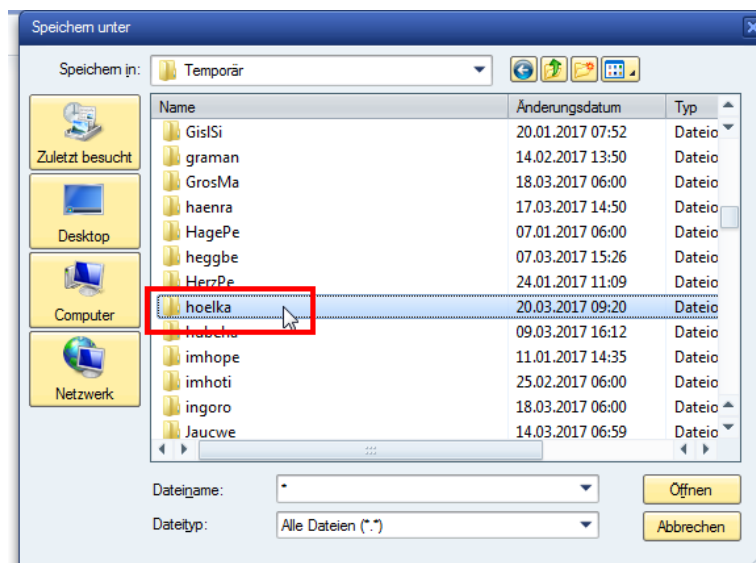 Speichern unter
Speichern in: Temporär
Name Änderungsdatum Typ
GislSi 20.01.2017 07:52 Dateio
graman 14.02.2017 13:50 Dateio
GrosMa 18.03.2017 06:00 Dateio
haenra 17.03.2017 14:50 Dateio
HagePe 07.01.2017 06:00 Dateio
heggbe 07.03.2017 15:26 Dateio
HerzPe 24.01.2017 11:09 Dateio
hoelka 20.03.2017 09:20 Dateio
09.03.2017 16:12 Dateio
imhope 11.01.2017 14:35 Dateio
imhoti 25.02.2017 06:00 Dateio
ingoro 18.03.2017 06:00 Dateio
Jaucwe 14.03.2017 06:59 Dateio
Zuletzt besucht
Desktop
Computer
Netzwerk
Dateiname: * Öffnen
Dateityp: Alle Dateien (*.*) Abbrechen